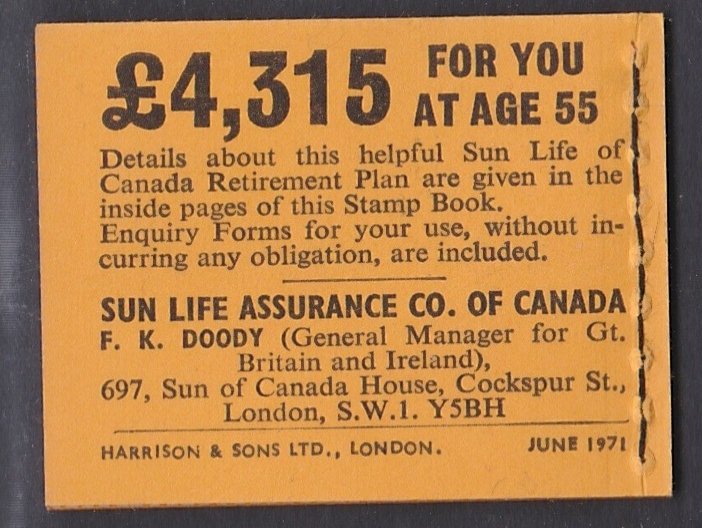 £4,315 FOR YOU
AT AGE 55
Details about this helpful Sun Life of
Canada Retirement Plan are given in the
inside pages of this Stamp Book.
Enquiry Forms for your use, without in-
curring any obligation, are included.
SUN LIFE ASSURANCE CO. OF CANADA
F. K. DOODY (General Manager for Gt.
Britain and Ireland),
697, Sun of Canada House, Cockspur St.,
London, S.W.1. Y5BH
HARRISON & SONS LTD., LONDON. JUNE 1971